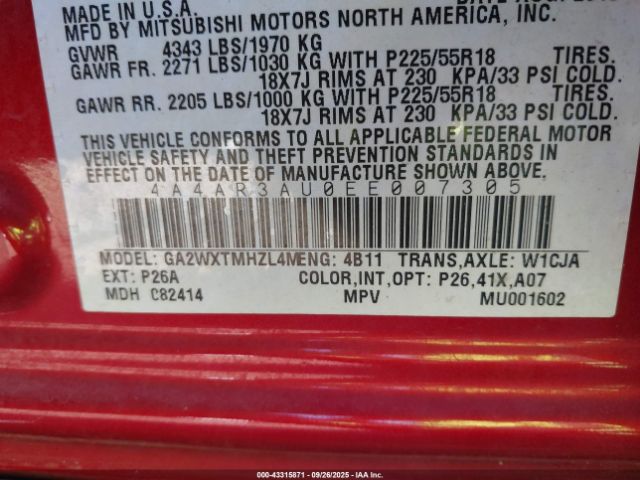 MADE IN U.S.A.
MFD BY MITSUBISHI MOTORS NORTH AMERICA, INC.
GVWR 4343 LBS/1970 KG
GAWR FR. 2271 LBS/1030 KG WITH P225/55R18 TIRES.
18X7J RIMS AT 230 KPA/33 PSI COLD.
GAWR RR. 2205 LBS/1000 KG WITH P225/55R18 TIRES.
18X7J RIMS AT 230 KPA/33 PSI COLD.
THIS VEHICLE CONFORMS TO ALL APPLICABLE FEDERAL MOTOR
VEHICLE SAFETY AND THEFT PREVENTION STANDARDS IN
EFFECT ON THE DATE OF MANUFACTURE SHOWN ABOVE.
4A4AR3AU0EE007305
MODEL: GA2WXTMHZL4MENG: 4B11 TRANS,AXLE: W1CJA
EXT: P26A COLOR,INT,OPT: P26,41X,A07
MDH C82414 MPV MU001602
000-43315871 - 09/26/2025 - IAA Inc.